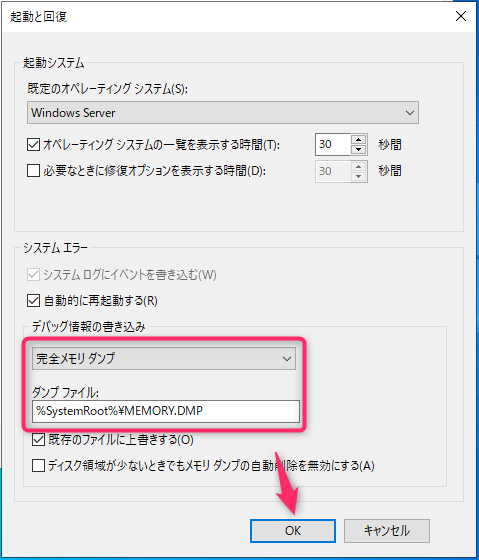 起動と回復
起動システム
既定のオペレーティング システム(S):
Windows Server
オペレーティング システムの一覧を表示する時間(T): 30 秒間
必要なときに修復オプションを表示する時間(D): 30 秒間
システム エラー
システム ログにイベントを書き込む(W)
自動的に再起動する(R)
デバッグ情報の書き込み
完全メモリ ダンプ
ダンプ ファイル:
%SystemRoot%¥MEMORY.DMP
既存のファイルに上書きする(O)
ディスク領域が少ないときでもメモリ ダンプの自動削除を無効にする(A)
OK キャンセル